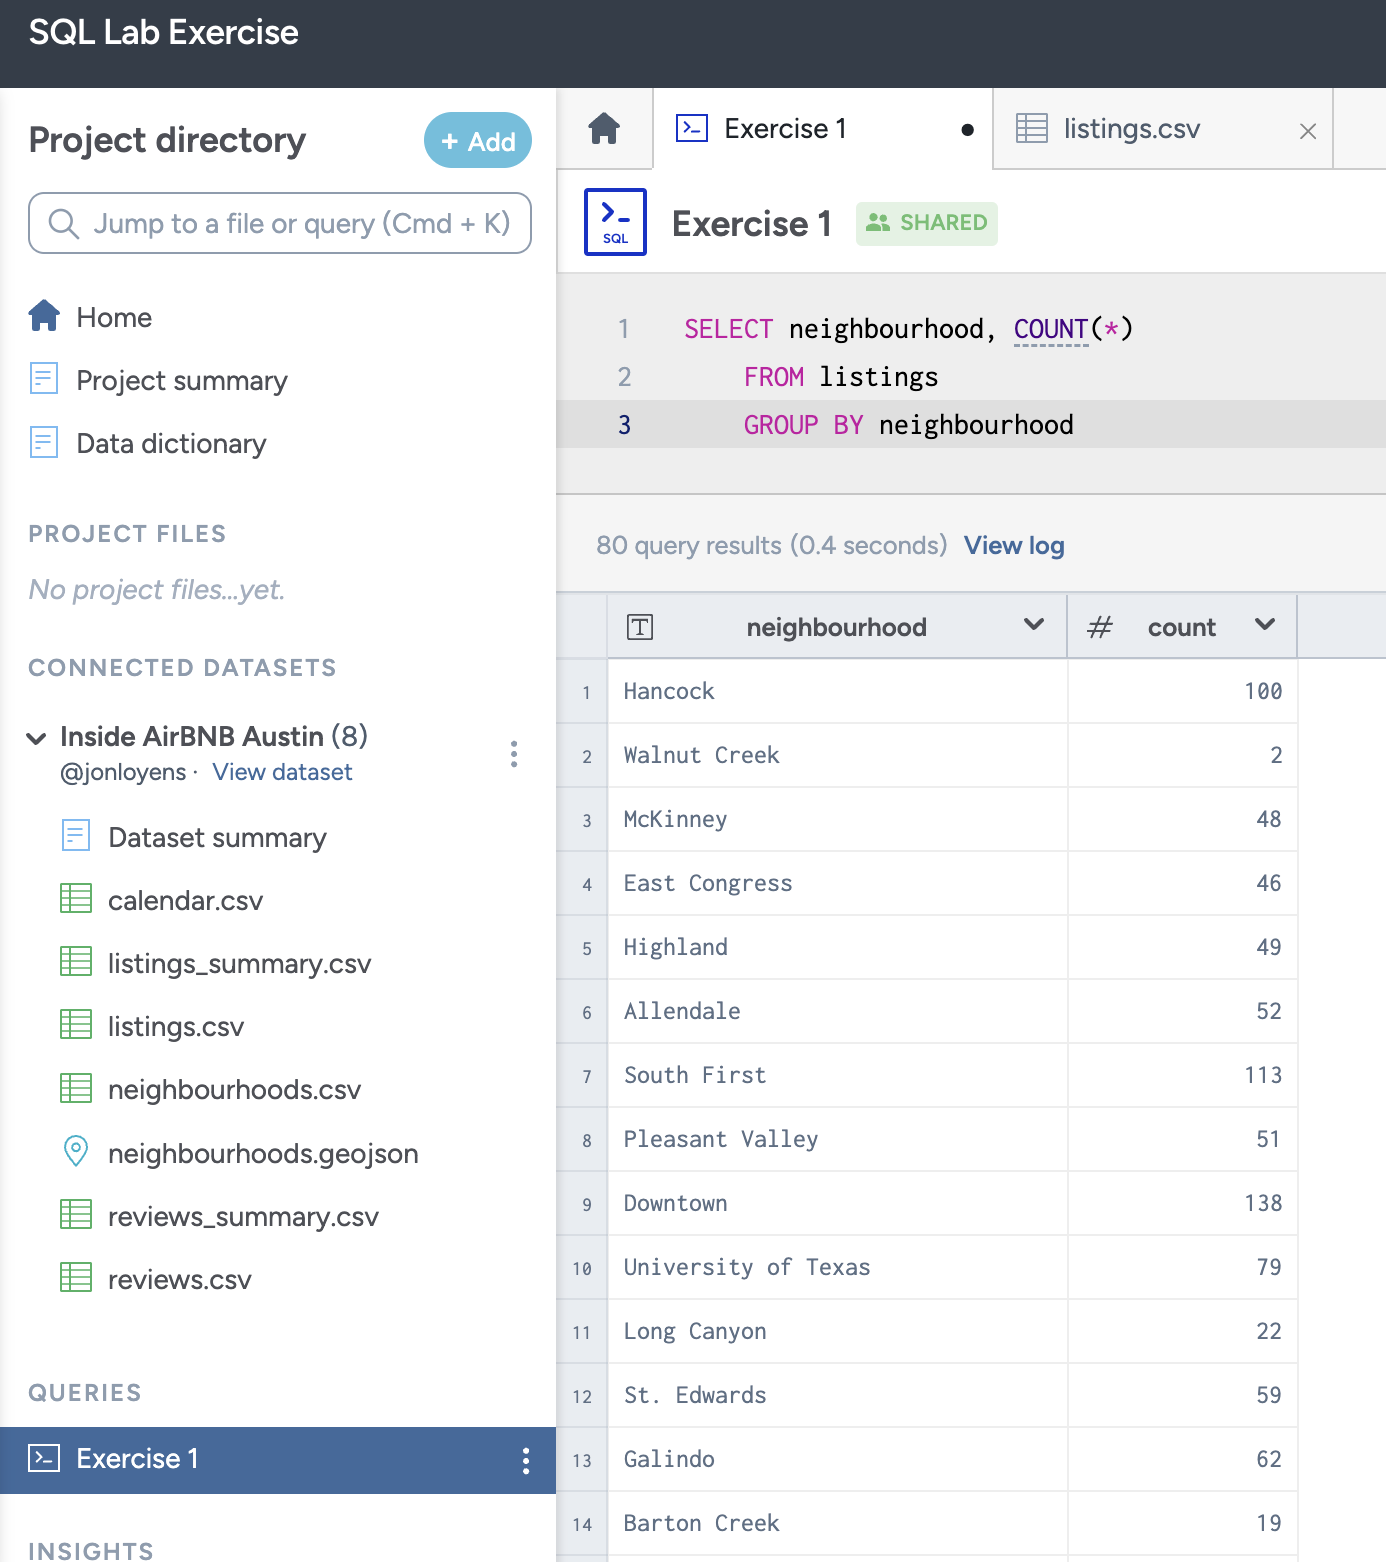 SQL Lab Exercise
Project directory
+ Add
Jump to a file or query (Cmd + K)
Home
Project summary
Data dictionary
PROJECT FILES
No project files...yet.
CONNECTED DATASETS
Inside AirBNB Austin (8)
@jonloyens · View dataset
Dataset summary
calendar.csv
listings_summary.csv
listings.csv
neighbourhoods.csv
neighbourhoods.geojson
reviews_summary.csv
reviews.csv
QUERIES
Exercise 1
INSIGHTS
Exercise 1
listings.csv
SQL
Exercise 1
SHARED
1 SELECT neighbourhood, COUNT(*)
2 FROM listings
3 GROUP BY neighbourhood
80 query results (0.4 seconds) View log
T neighbourhood # count
1 Hancock 100
2 Walnut Creek 2
3 McKinney 48
4 East Congress 46
5 Highland 49
6 Allendale 52
7 South First 113
8 Pleasant Valley 51
9 Downtown 138
10 University of Texas 79
11 Long Canyon 22
12 St. Edwards 59
13 Galindo 62
14 Barton Creek 19